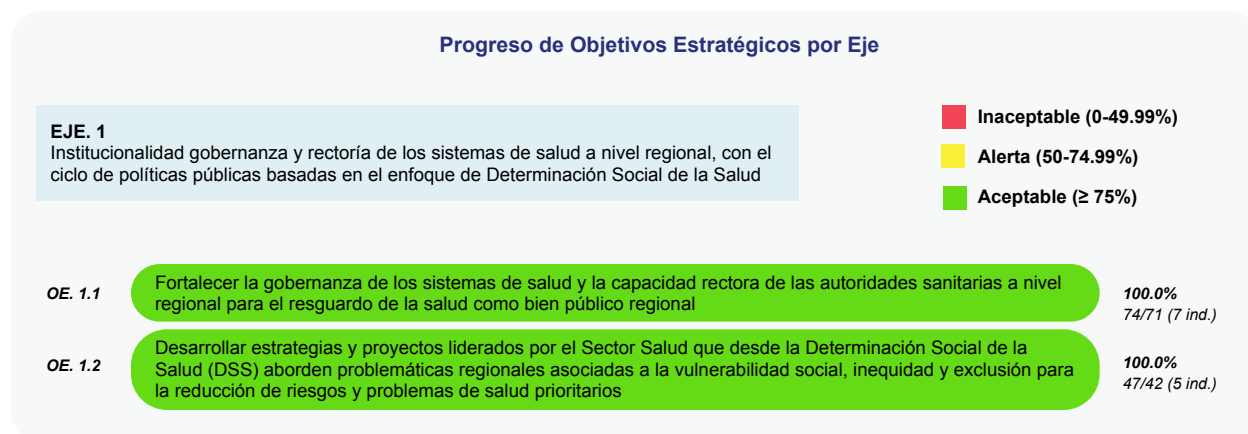 Progreso de Objetivos Estratégicos por Eje
EJE. 1
Institucionalidad gobernanza y rectoría de los sistemas de salud a nivel regional, con el
ciclo de políticas públicas basadas en el enfoque de Determinación Social de la Salud
Inaceptable (0-49.99%)
Alerta (50-74.99%)
Aceptable (≥ 75%)
OE. 1.1
Fortalecer la gobernanza de los sistemas de salud y la capacidad rectora de las autoridades sanitarias a nivel
regional para el resguardo de la salud como bien público regional
100.0%
74/71 (7 ind.)
OE. 1.2
Desarrollar estrategias y proyectos liderados por el Sector Salud que desde la Determinación Social de la
Salud (DSS) aborden problemáticas regionales asociadas a la vulnerabilidad social, inequidad y exclusión para
la reducción de riesgos y problemas de salud prioritarios
100.0%
47/42 (5 ind.)